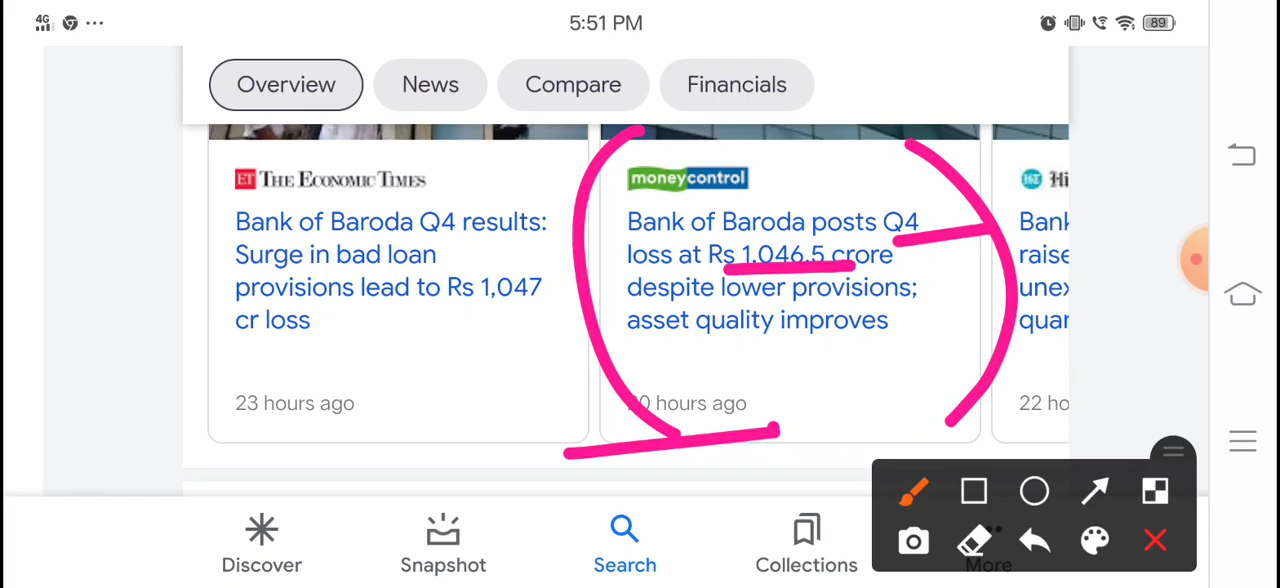 4G
5:51 PM
89
Overview
News
Compare
Financials
ET THE ECONOMIC TIMES
Bank of Baroda Q4 results:
Surge in bad loan
provisions lead to Rs 1,047
cr loss
23 hours ago
moneycontrol
Bank of Baroda posts Q4
loss at Rs 1,046.5 crore
despite lower provisions;
asset quality improves
hours ago
Bank
raise
22 ho
Discover
Snapshot
Search
Collections
More